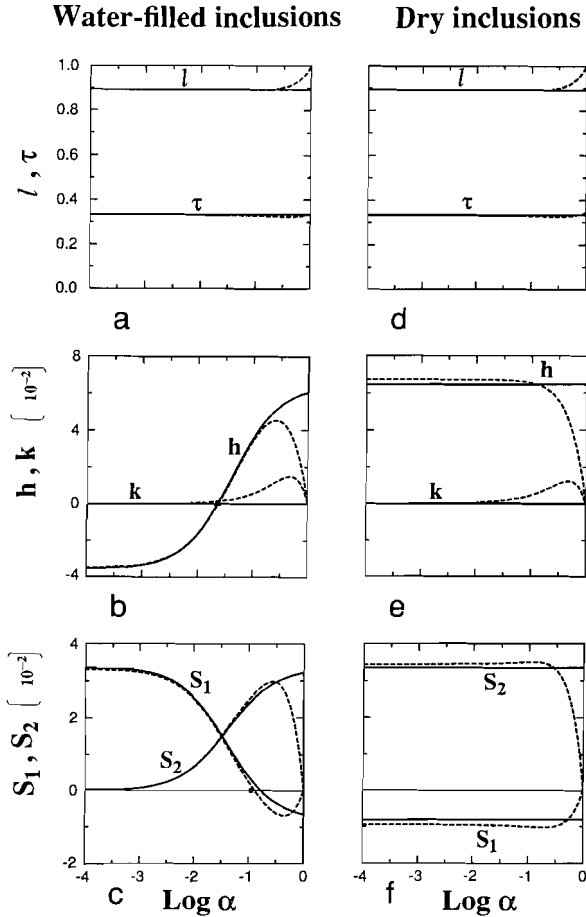 Water-filled inclusions Dry inclusions
1.0
0.8
0.6
0.4
0.2
0.0
l , τ
l
τ
a
l
τ
d
8
4
0
-4
h , k [ 10⁻²
h
k
b
h
k
e
4
3
2
1
0
-2
S₁ , S₂ [ 10⁻²
S₁
S₂
-4 -3 -2 -1 0
c Log α
S₂
S₁
-4 -3 -2 -1 0
Log α f